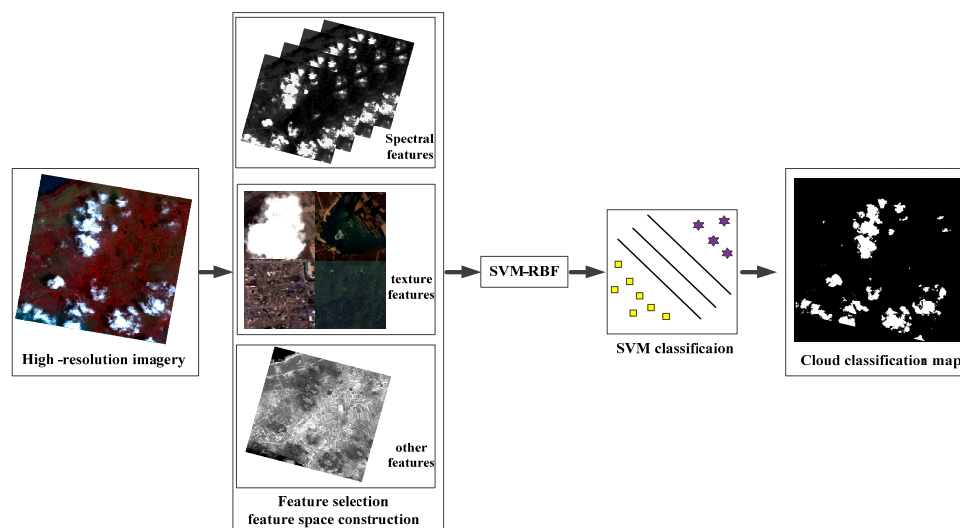 High -resolution imagery
Spectral
features
texture
features
other
features
Feature selection
feature space construction
SVM-RBF
SVM classificaion
Cloud classification map